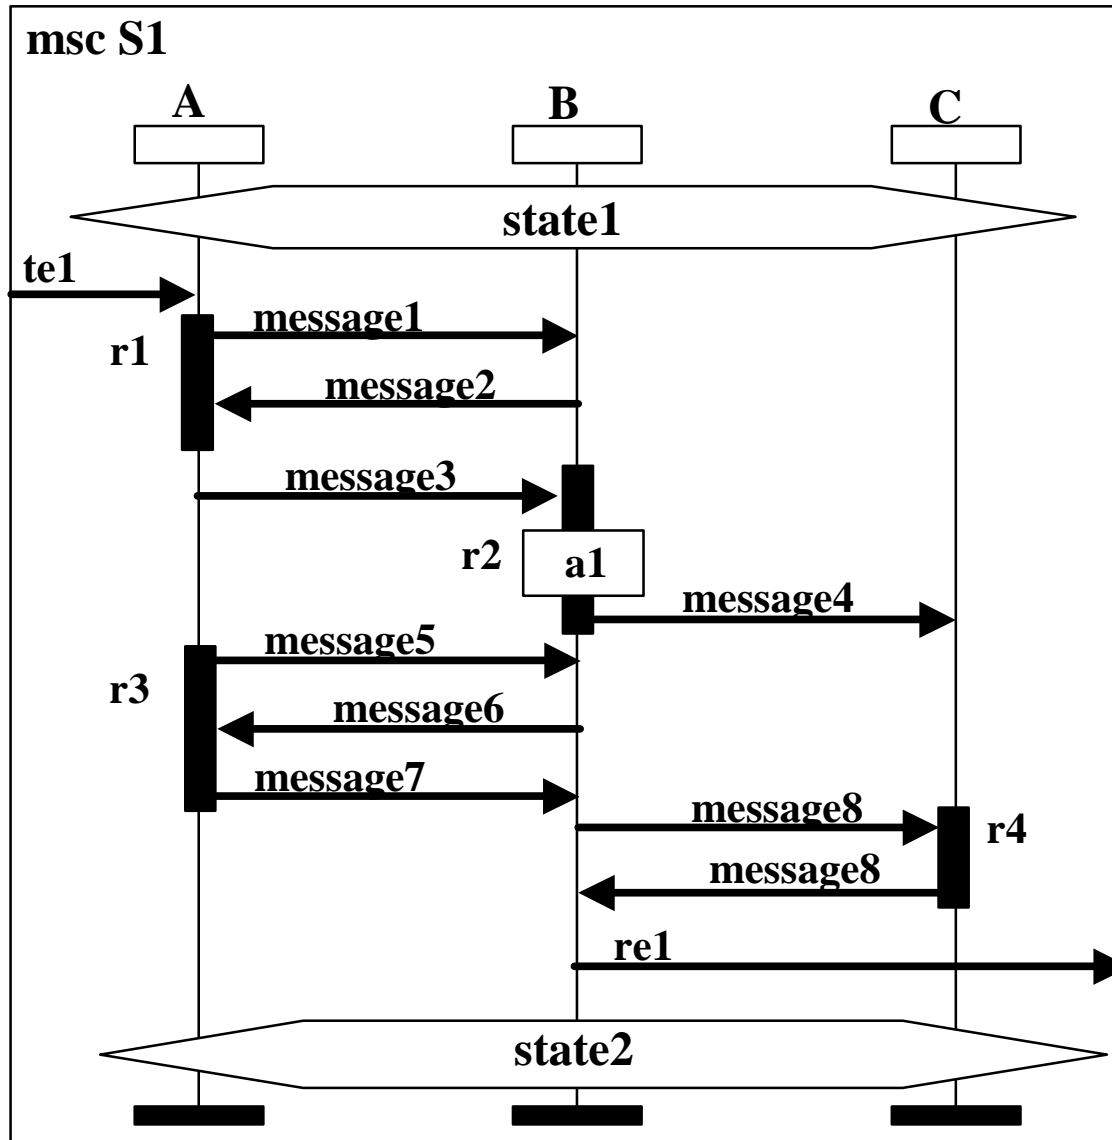 msc S1
A
B
C
state1
te1
message1
r1
message2
message3
r2
a1
message4
message5
r3
message6
message7
message8
r4
message8
re1
state2